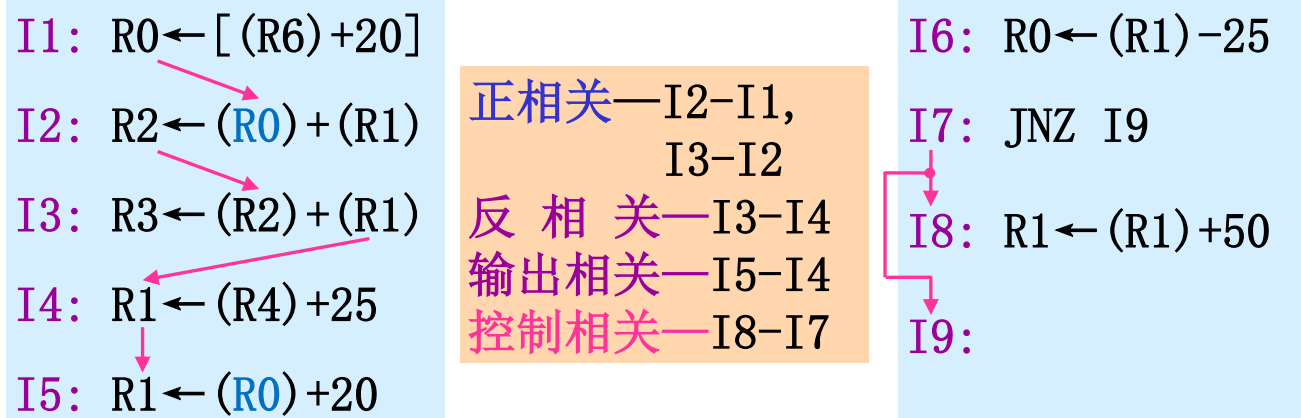 I1: R0←[(R6)+20]
I2: R2←(R0)+(R1)
I3: R3←(R2)+(R1)
I4: R1←(R4)+25
I5: R1←(R0)+20
正相关—I2-I1,
I3-I2
反 相 关—I3-I4
输出相关—I5-I4
控制相关—I8-I7
I6: R0←(R1)-25
I7: JNZ I9
I8: R1←(R1)+50
I9: